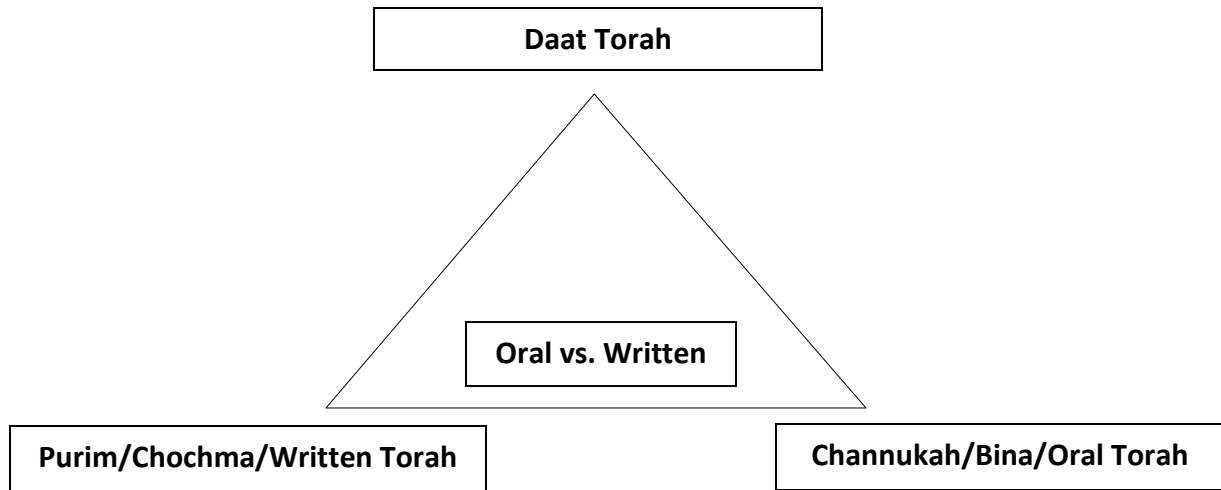 Daat Torah
Oral vs. Written
Purim/Chochma/Written Torah
Channukah/Bina/Oral Torah